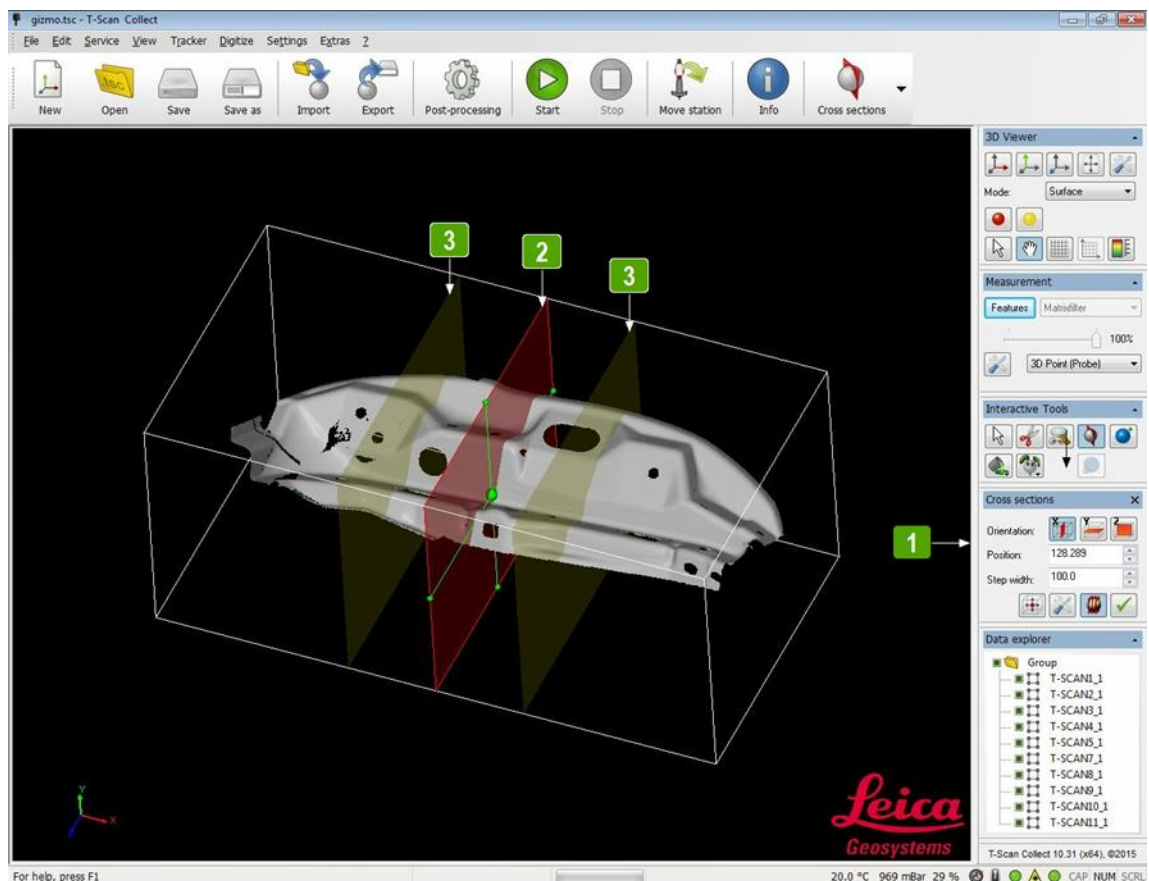 gizmo.tsc - T-Scan Collect
File Edit Service View Tracker Digitize Settings Extras ?
New Open Save Save as Import Export Post-processing Start Stop Move station Info Cross sections
tsc
3D Viewer
Mode: Surface
Measurement
Features Matrixfilter
100%
3D Point (Probe)
Interactive Tools
Cross sections
Orientation: X Y Z
Position: 128.289
Step width: 100.0
Data explorer
Group
T-SCAN1_1
T-SCAN2_1
T-SCAN3_1
T-SCAN4_1
T-SCAN5_1
T-SCAN7_1
T-SCAN8_1
T-SCAN9_1
T-SCAN10_1
T-SCAN11_1
T-Scan Collect 10.31 (x64), ©2015
3
2
3
1
Y
X
Leica
Geosystems
For help, press F1
20.0 °C 969 mBar 29 % CAP NUM SCRL